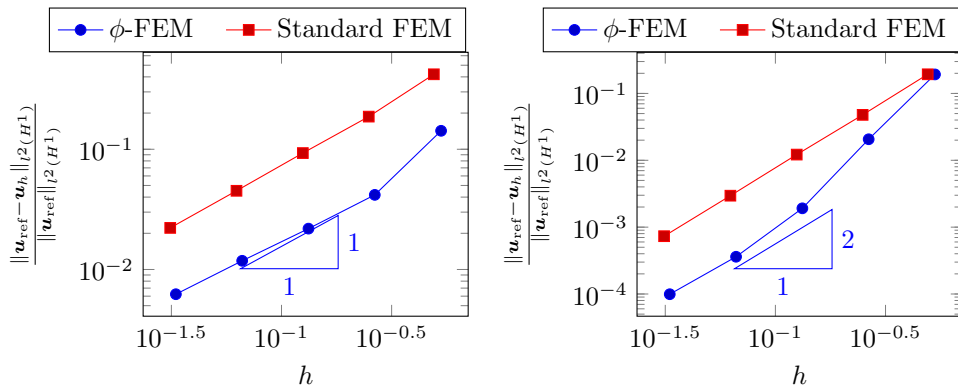 ϕ-FEM Standard FEM
‖u_ref−u_h‖_{l²(H¹)} / ‖u_ref‖_{l²(H¹)}
10^{−1}
10^{−2}
1
1
10^{−1.5} 10^{−1} 10^{−0.5}
h
ϕ-FEM Standard FEM
‖u_ref−u_h‖_{l²(H¹)} / ‖u_ref‖_{l²(H¹)}
10^{−1}
10^{−2}
10^{−3}
10^{−4}
2
1
10^{−1.5} 10^{−1} 10^{−0.5}
h